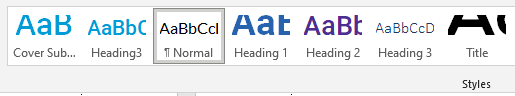 AaB AaBbC AaBbCcI AaB AaBb AaBbCcD
Cover Sub... Heading3 ¶ Normal Heading 1 Heading 2 Heading 3 Title
Styles